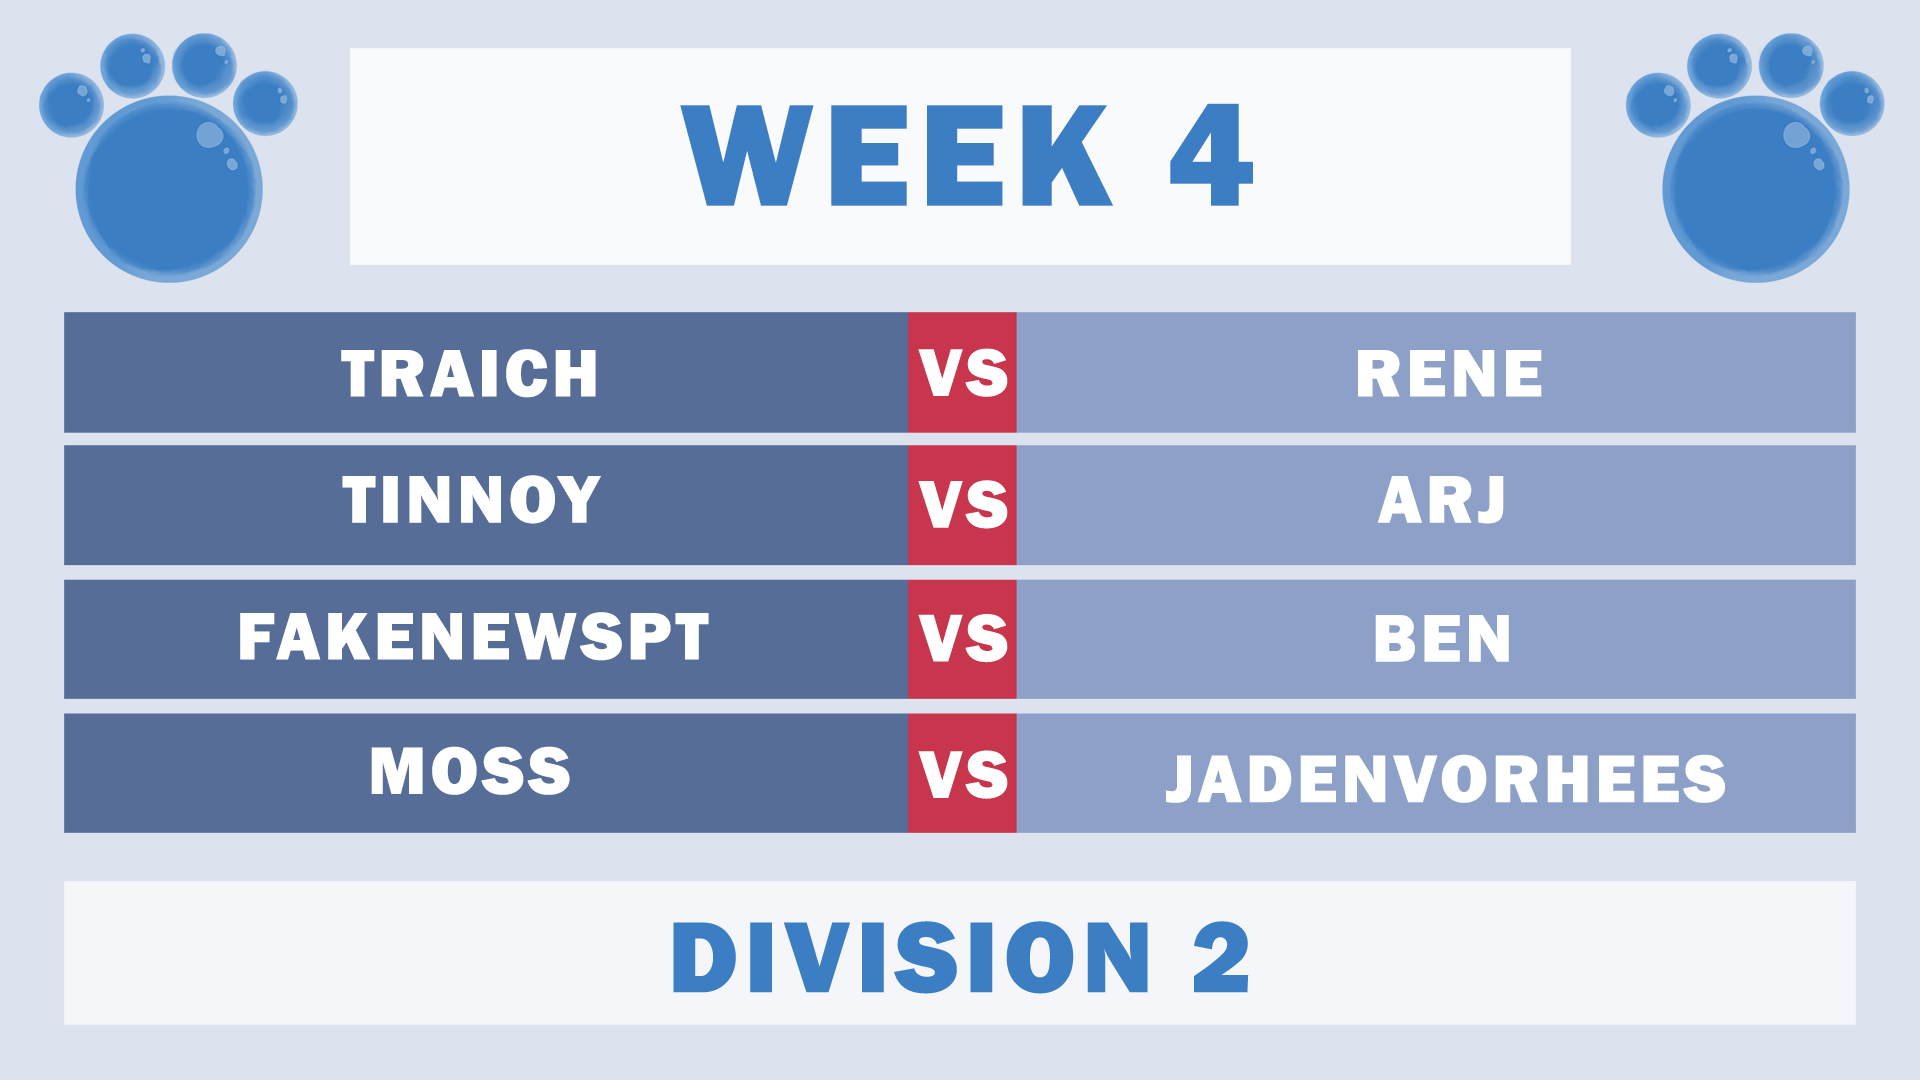 WEEK 4
TRAICH VS RENE
TINNOY VS ARJ
FAKENEWSPT VS BEN
MOSS VS JADENVORHEES
DIVISION 2